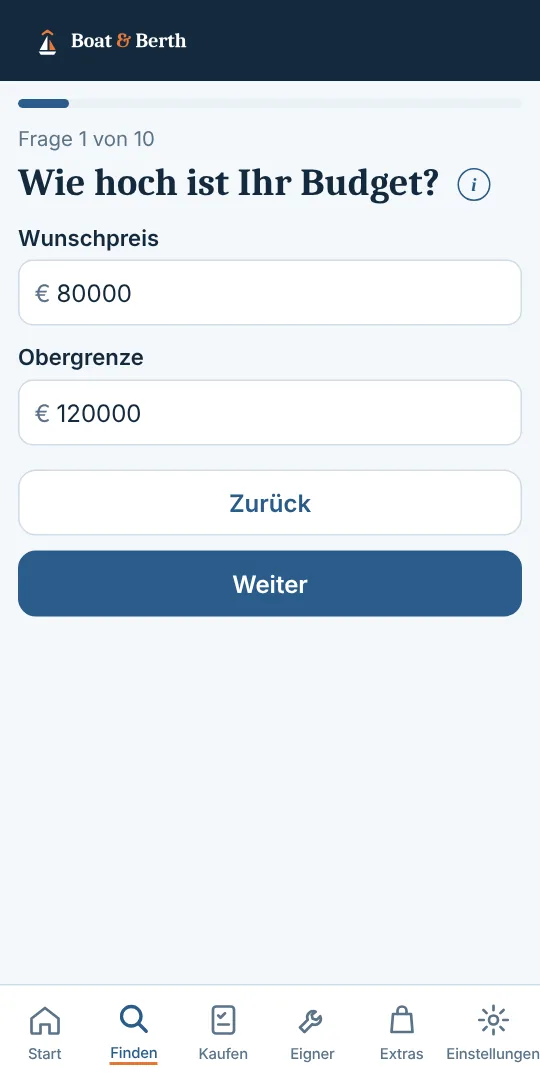 Boat & Berth
Frage 1 von 10
Wie hoch ist Ihr Budget? i
Wunschpreis
€ 80000
Obergrenze
€ 120000
Zurück
Weiter
Start Finden Kaufen Eigner Extras Einstellungen